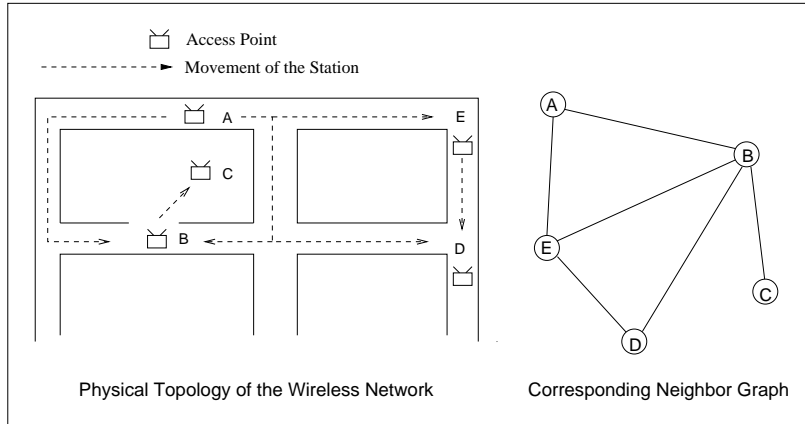 Access Point
Movement of the Station
A
E
C
B
D
A
B
E
C
D
Physical Topology of the Wireless Network
Corresponding Neighbor Graph